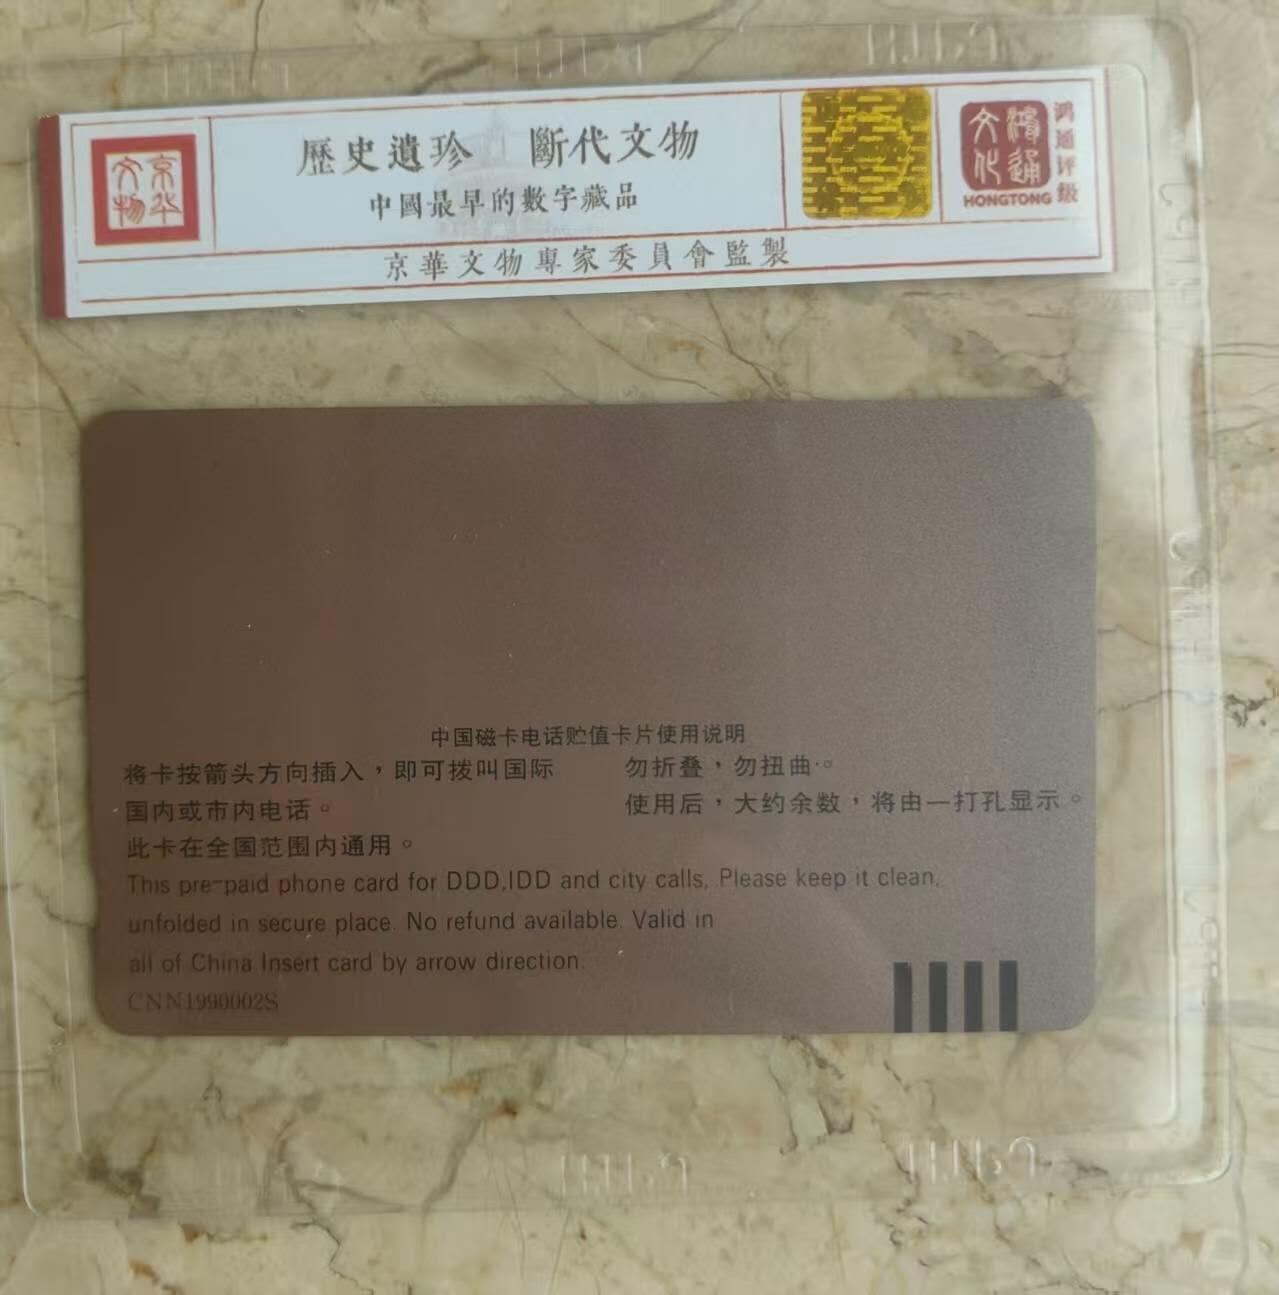 京华
文物
歷史遺珍 斷代文物
中國最早的數字藏品
京華文物專家委員會監製
鸿通
文化
HONGTONG
鸿通评级
中国磁卡电话贮值卡片使用说明
将卡按箭头方向插入，即可拨叫国际
国内或市内电话。
此卡在全国范围内通用。
勿折叠，勿扭曲·。
使用后，大约余数，将由一打孔显示。
This pre-paid phone card for DDD,IDD and city calls, Please keep it clean,
unfolded in secure place. No refund available. Valid in
all of China Insert card by arrow direction.
CNN1990002S